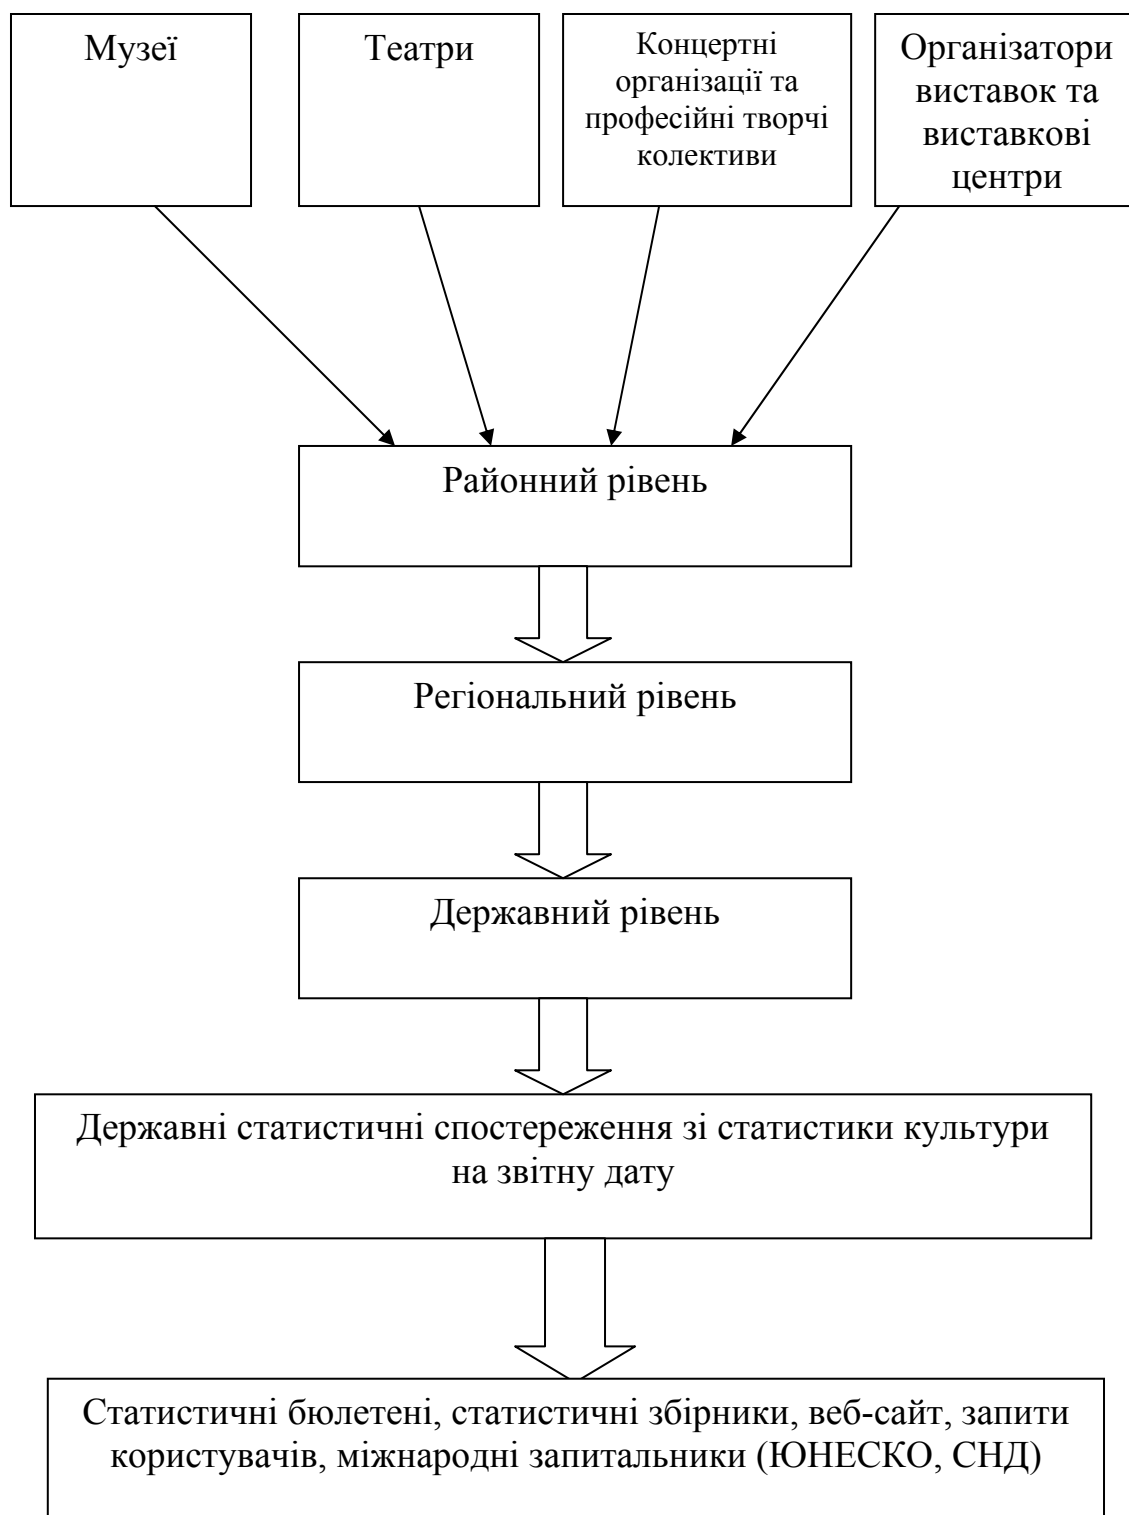 Музеї
Театри
Концертні
організації та
професійні творчі
колективи
Організатори
виставок та
виставкові
центри
Районний рівень
Регіональний рівень
Державний рівень
Державні статистичні спостереження зі статистики культури
на звітну дату
Статистичні бюлетені, статистичні збірники, веб-сайт, запити
користувачів, міжнародні запитальники (ЮНЕСКО, СНД)